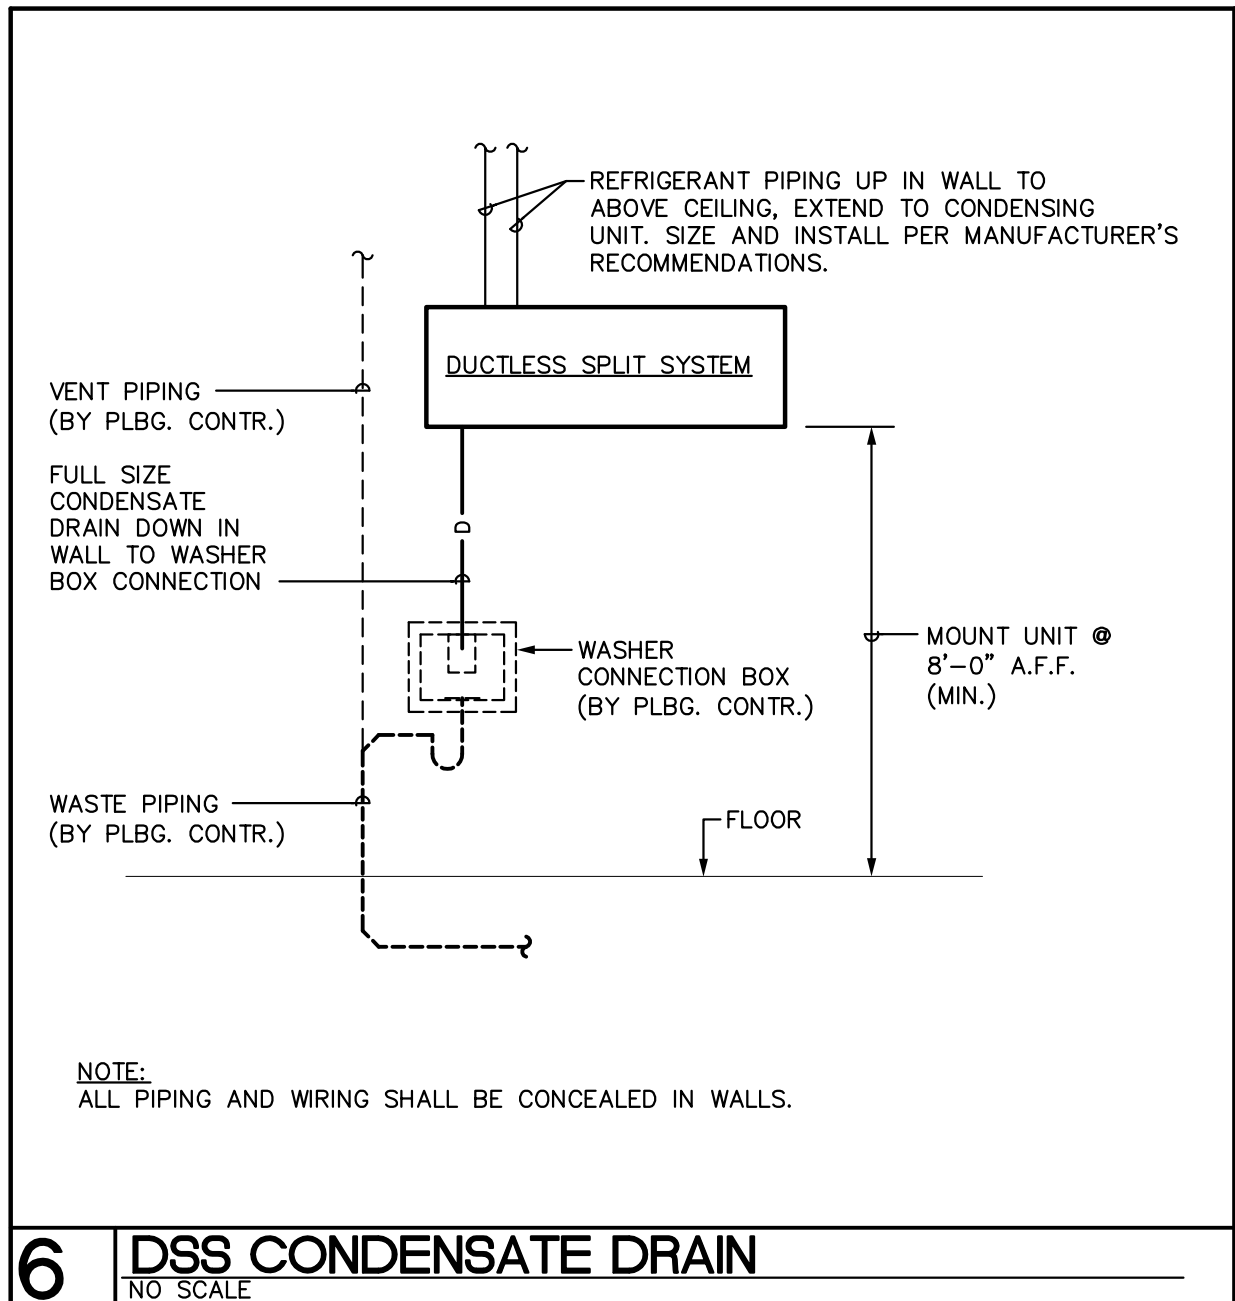 REFRIGERANT PIPING UP IN WALL TO
ABOVE CEILING, EXTEND TO CONDENSING
UNIT. SIZE AND INSTALL PER MANUFACTURER'S
RECOMMENDATIONS.
DUCTLESS SPLIT SYSTEM
VENT PIPING
(BY PLBG. CONTR.)
FULL SIZE
CONDENSATE
DRAIN DOWN IN
WALL TO WASHER
BOX CONNECTION
D
WASHER
CONNECTION BOX
(BY PLBG. CONTR.)
MOUNT UNIT @
8'-0" A.F.F.
(MIN.)
WASTE PIPING
(BY PLBG. CONTR.)
FLOOR
NOTE:
ALL PIPING AND WIRING SHALL BE CONCEALED IN WALLS.
6
DSS CONDENSATE DRAIN
NO SCALE